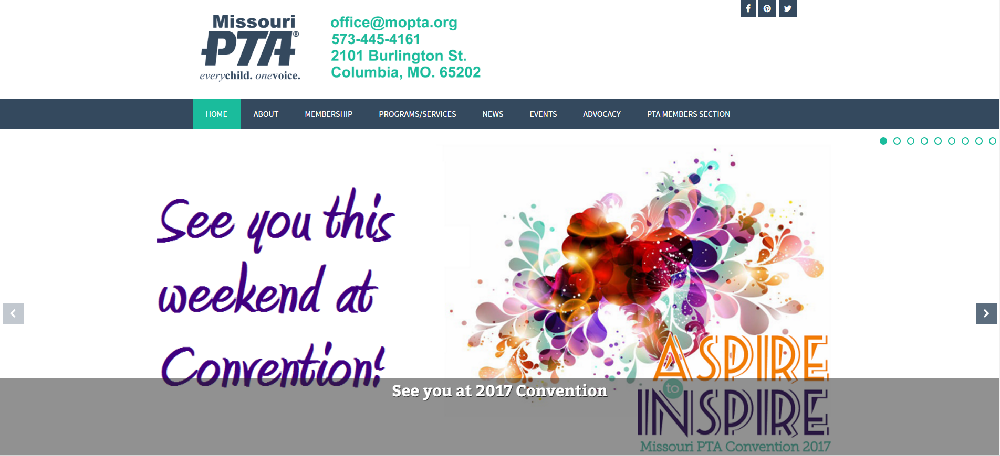 Missouri
PTA®
everychild. onevoice.
office@mopta.org
573-445-4161
2101 Burlington St.
Columbia, MO. 65202
HOME ABOUT MEMBERSHIP PROGRAMS/SERVICES NEWS EVENTS ADVOCACY PTA MEMBERS SECTION
See you this
weekend at
Convention!
ASPIRE
to
INSPIRE
Missouri PTA Convention 2017
See you at 2017 Convention